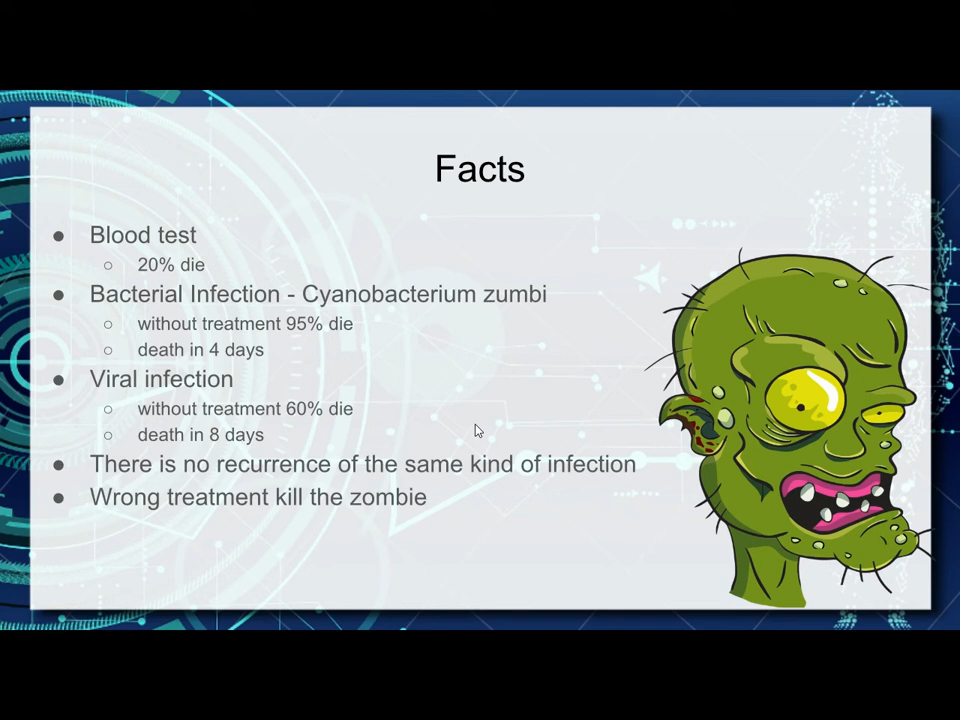 Facts
● Blood test
○ 20% die
● Bacterial Infection - Cyanobacterium zumbi
○ without treatment 95% die
○ death in 4 days
● Viral infection
○ without treatment 60% die
○ death in 8 days
● There is no recurrence of the same kind of infection
● Wrong treatment kill the zombie